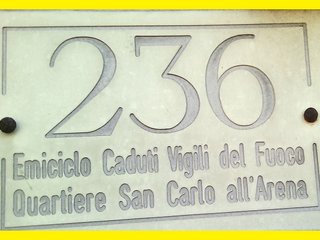 236
Emiciclo Caduti Vigili del Fuoco
Quartiere San Carlo all'Arena